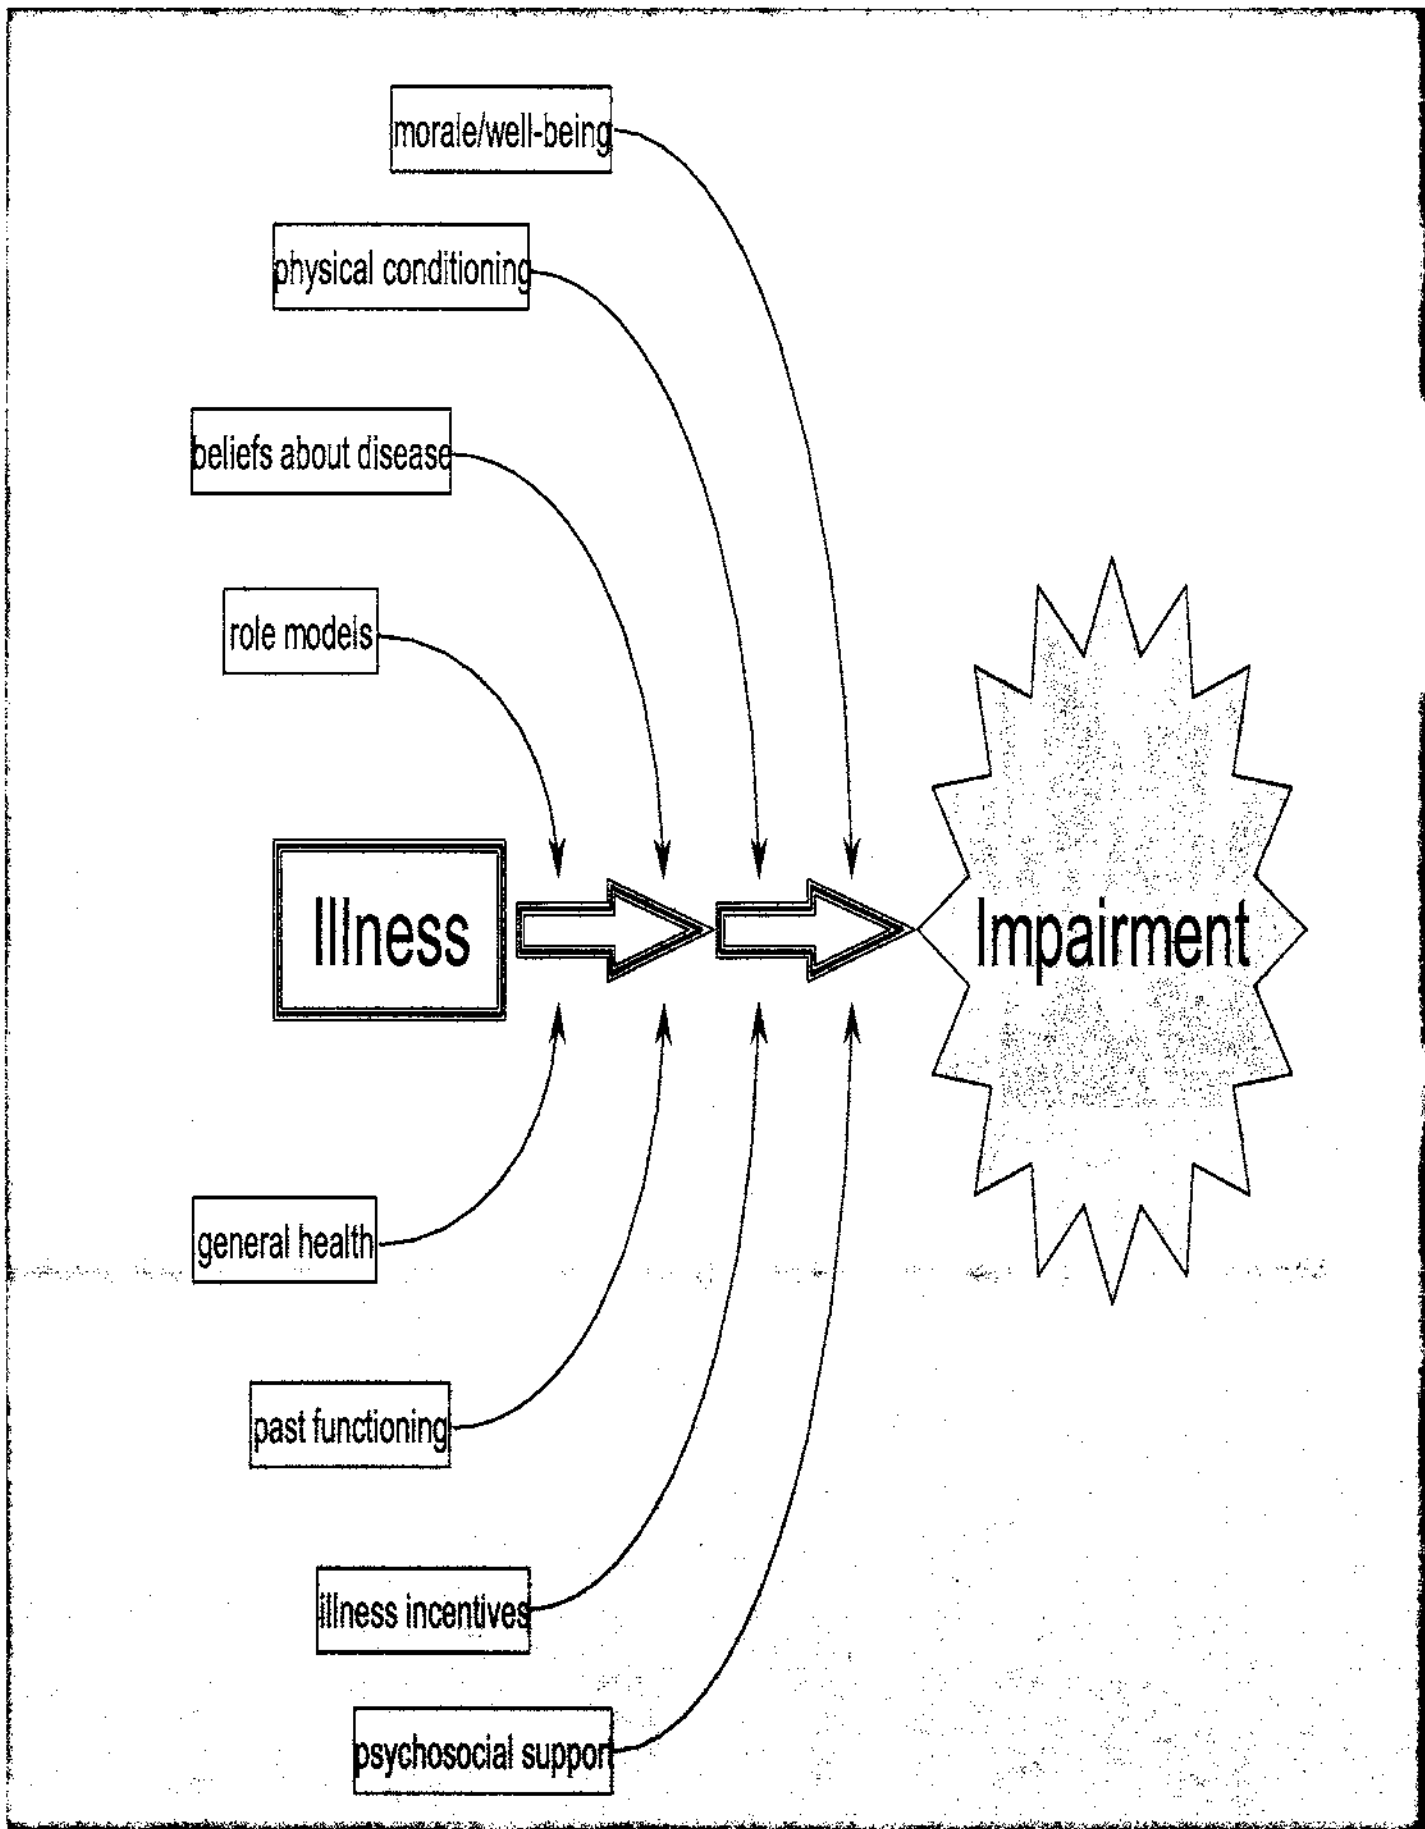 morale/well-being
physical conditioning
beliefs about disease
role models
Illness
Impairment
general health
past functioning
illness incentives
psychosocial support